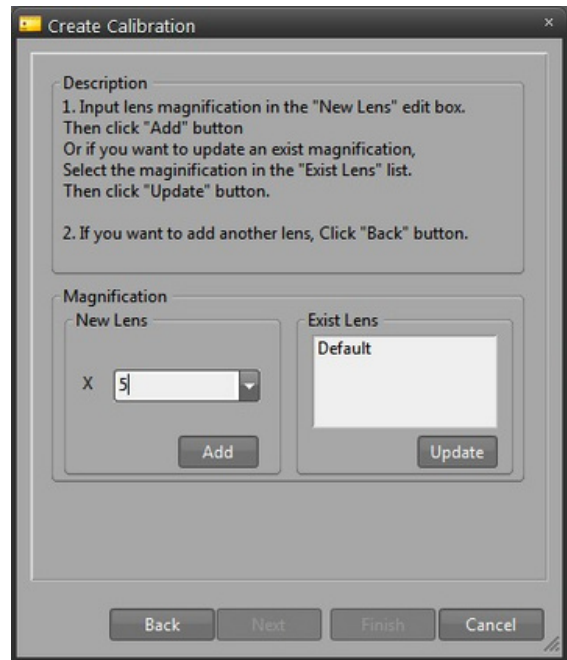 Create Calibration
×
Description
1. Input lens magnification in the "New Lens" edit box.
Then click "Add" button
Or if you want to update an exist magnification,
Select the maginification in the "Exist Lens" list.
Then click "Update" button.
2. If you want to add another lens, Click "Back" button.
Magnification
New Lens
X 5
Add
Exist Lens
Default
Update
Back Next Finish Cancel